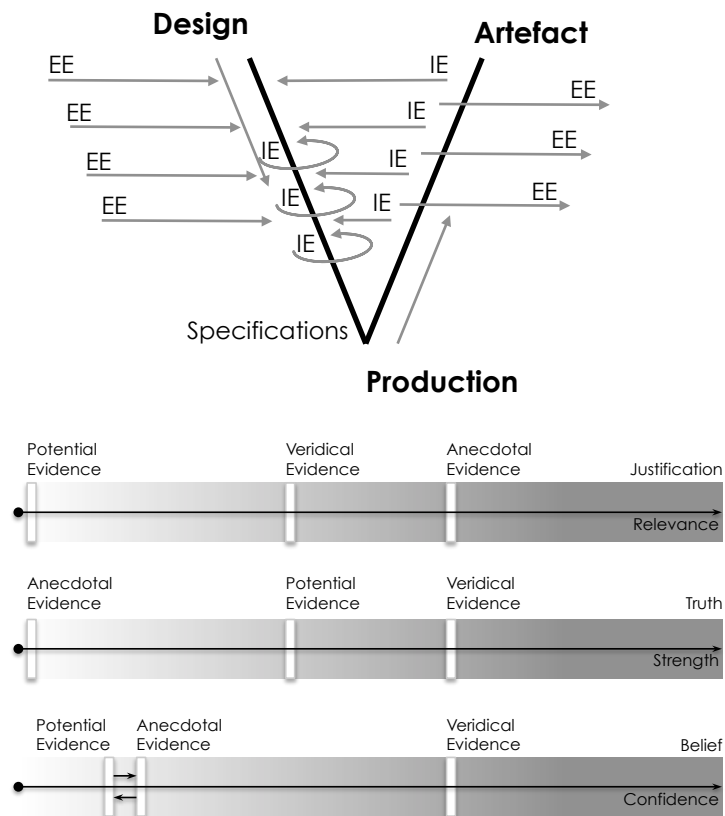 Design Artefact
EE IE
EE
EE IE
IE
EE IE EE
IE
IE EE
EE
IE
Specifications
Production
Potential Evidence
Veridical Evidence
Anecdotal Evidence
Justification
Relevance
Anecdotal Evidence
Potential Evidence
Veridical Evidence
Truth
Strength
Potential Evidence
Anecdotal Evidence
Veridical Evidence
Belief
Confidence